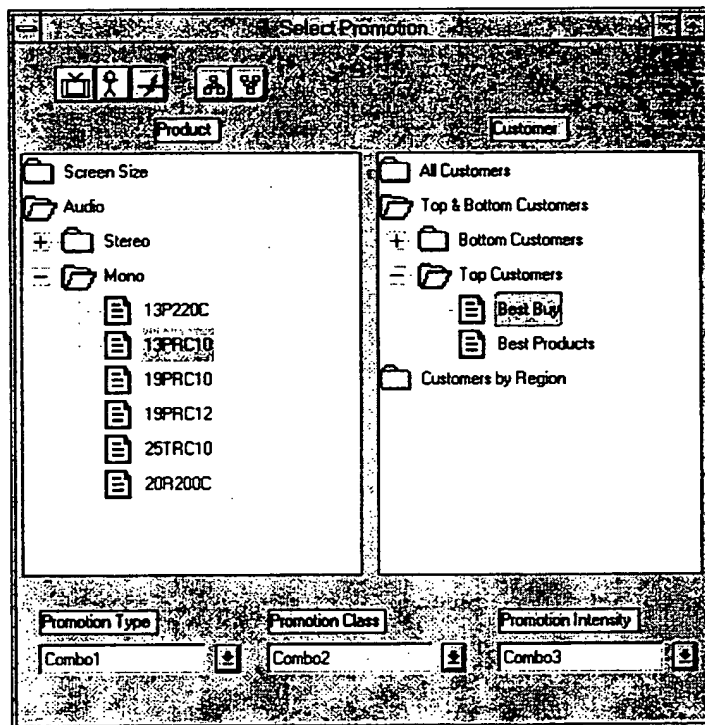 Select Promotion
Product
Customer
Screen Size
Audio
Stereo
Mono
13P220C
13PRC10
19PRC10
19PRC12
25TRC10
20R200C
All Customers
Top & Bottom Customers
Bottom Customers
Top Customers
Best Buy
Best Products
Customers by Region
Promotion Type
Promotion Class
Promotion Intensity
Combo1
Combo2
Combo3